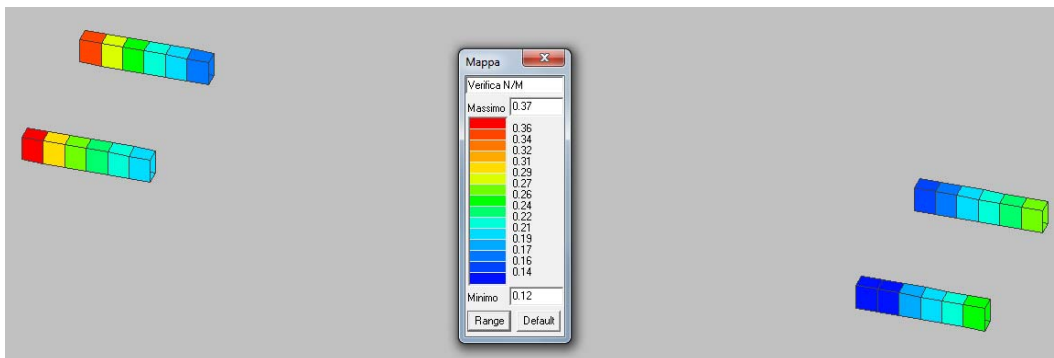 Mappa
Verifica N/M
Massimo 0.37
0.36
0.34
0.32
0.31
0.29
0.27
0.26
0.24
0.22
0.21
0.19
0.17
0.16
0.14
Minimo 0.12
Range Default